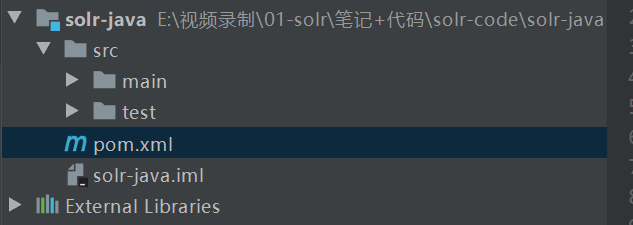 solr-java E:\视频录制\01-solr\笔记+代码\solr-code\solr-java
src
main
test
pom.xml
solr-java.iml
External Libraries